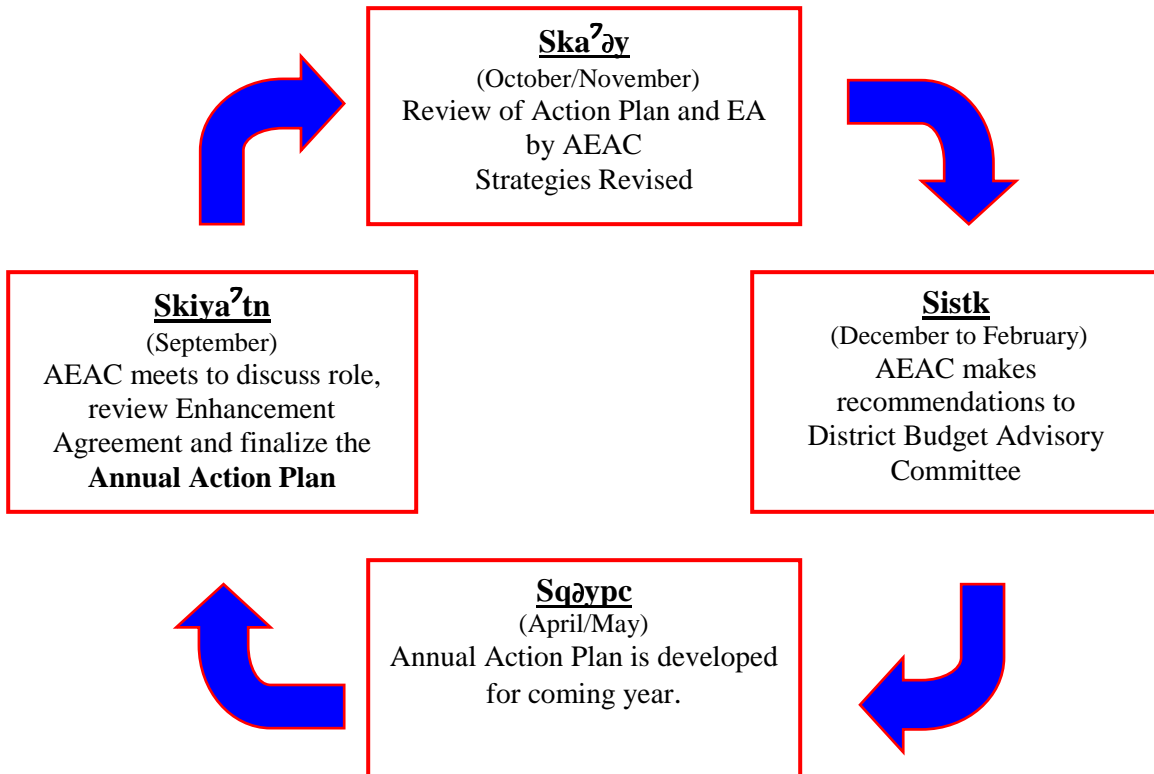 Skaˀəy
(October/November)
Review of Action Plan and EA
by AEAC
Strategies Revised
Skiyaˀtn
(September)
AEAC meets to discuss role,
review Enhancement
Agreement and finalize the
Annual Action Plan
Sistk
(December to February)
AEAC makes
recommendations to
District Budget Advisory
Committee
Sqəypc
(April/May)
Annual Action Plan is developed
for coming year.